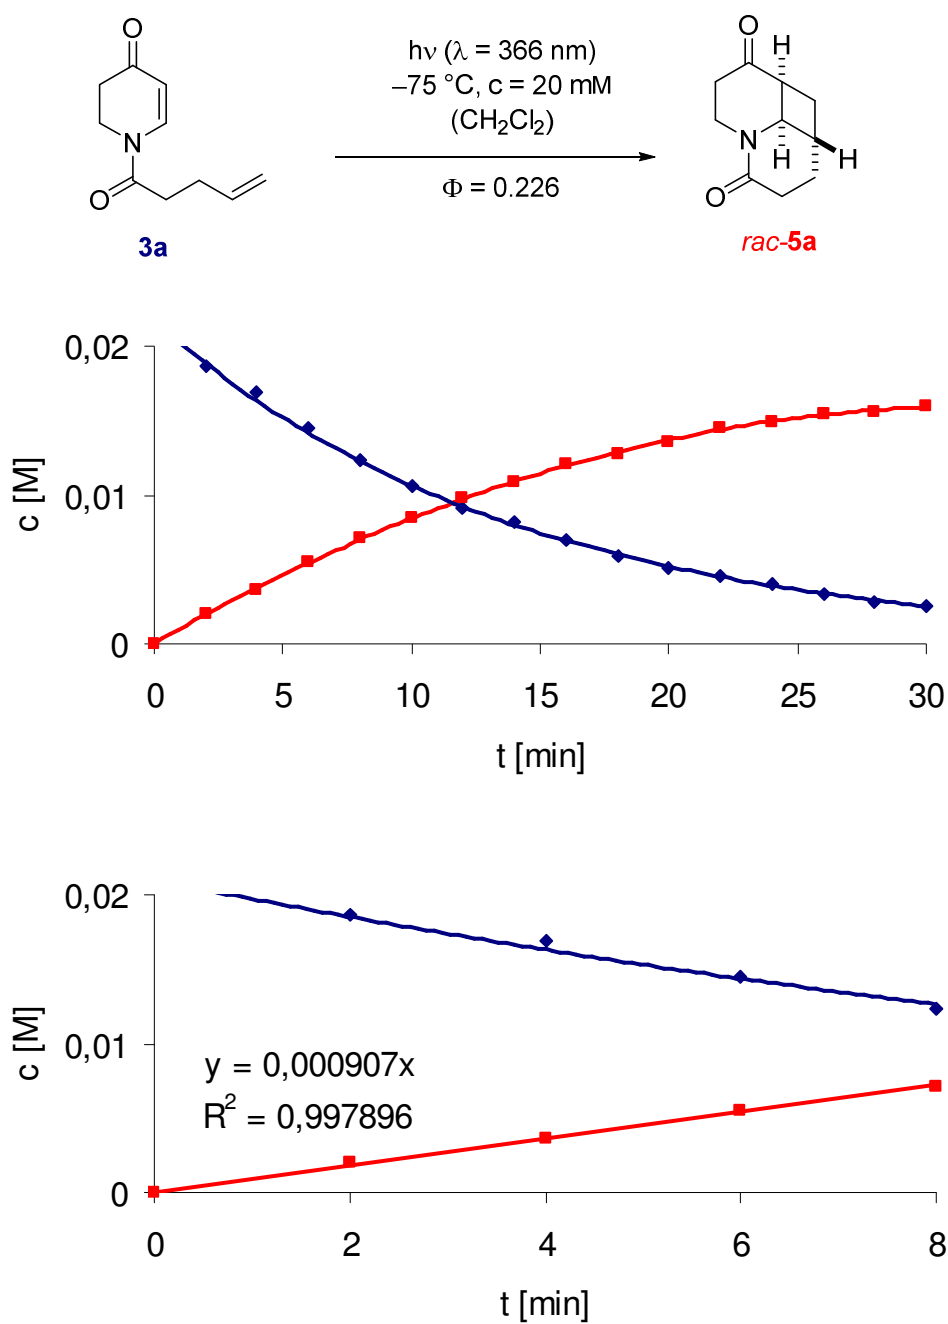 O
N
O
3a
hν (λ = 366 nm)
–75 °C, c = 20 mM
(CH₂Cl₂)
Φ = 0.226
O
H
N
H
H
O
rac-5a
0,02
0,01
0
c [M]
0 5 10 15 20 25 30
t [min]
0,02
0,01
0
c [M]
y = 0,000907x
R² = 0,997896
0 2 4 6 8
t [min]